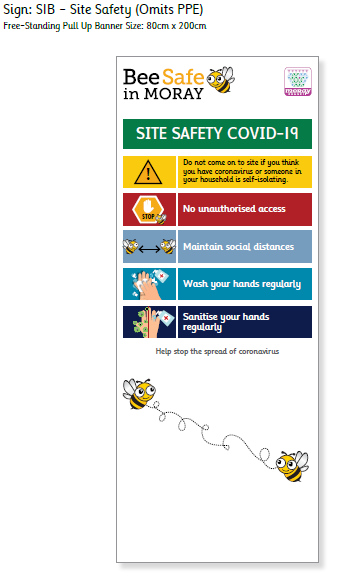 Sign: SIB - Site Safety (Omits PPE)
Free-Standing Pull Up Banner Size: 80cm x 200cm
Bee Safe
in MORAY
moray
SITE SAFETY COVID-19
!
Do not come on to site if you think
you have coronavirus or someone in
your household is self-isolating.
STOP
No unauthorised access
Maintain social distances
Wash your hands regularly
Sanitise your hands
regularly
Help stop the spread of coronavirus